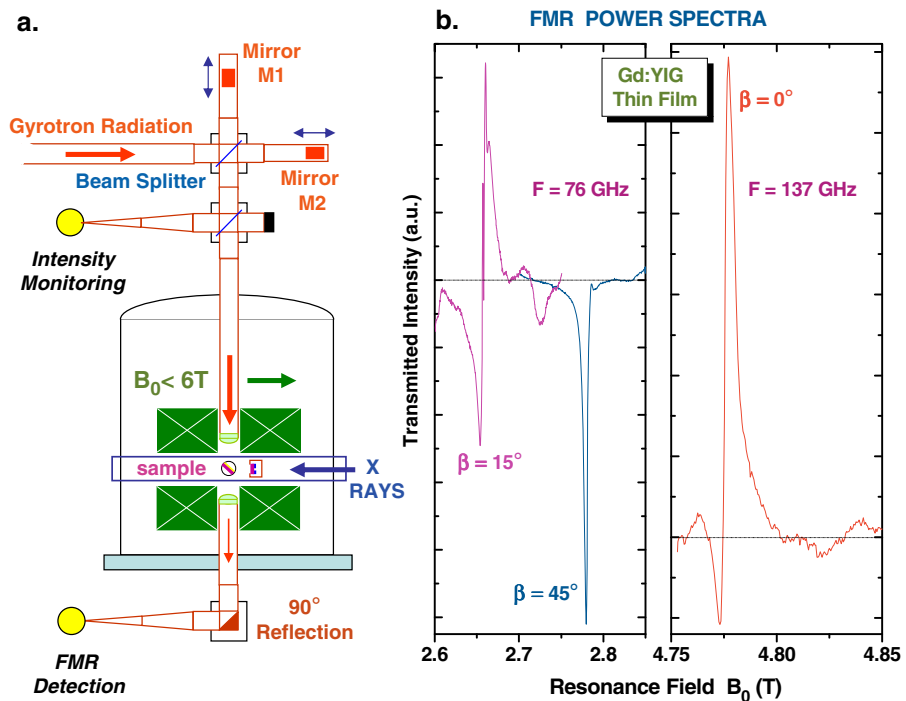 a.
Mirror
M1
Gyrotron Radiation
Beam Splitter
Mirror
M2
Intensity
Monitoring
B0< 6T
sample
X
RAYS
90°
Reflection
FMR
Detection
b.
FMR POWER SPECTRA
Gd:YIG
Thin Film
β = 0°
F = 76 GHz
F = 137 GHz
β = 15°
β = 45°
Transmitted Intensity (a.u.)
2.6 2.7 2.8 4.75 4.80 4.85
Resonance Field B0 (T)